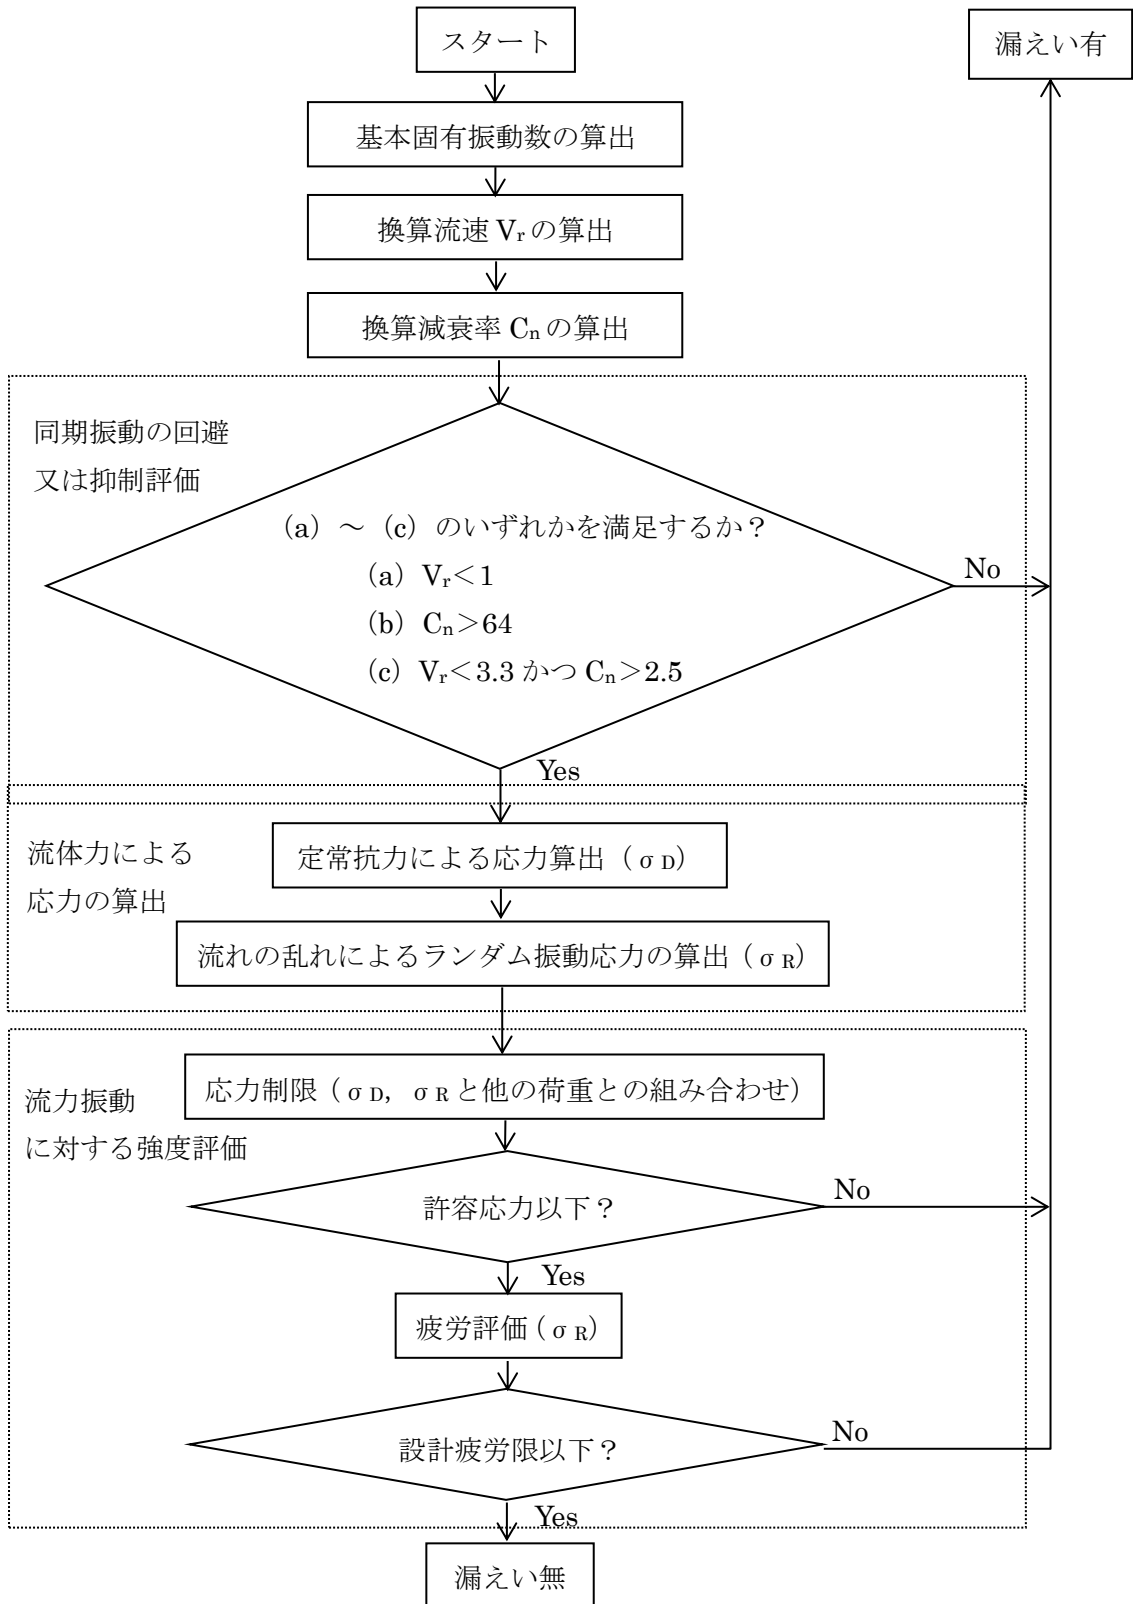 スタート
漏えい有
基本固有振動数の算出
換算流速 Vrの算出
換算減衰率 Cnの算出
同期振動の回避
又は抑制評価
(a)～(c)のいずれかを満足するか？
(a) Vr＜1
(b) Cn＞64
(c) Vr＜3.3 かつ Cn＞2.5
No
Yes
流体力による
応力の算出
定常抗力による応力算出（σD）
流れの乱れによるランダム振動応力の算出（σR）
流力振動
に対する強度評価
応力制限（σD，σRと他の荷重との組み合わせ）
許容応力以下？
No
Yes
疲労評価（σR）
設計疲労限以下？
No
Yes
漏えい無